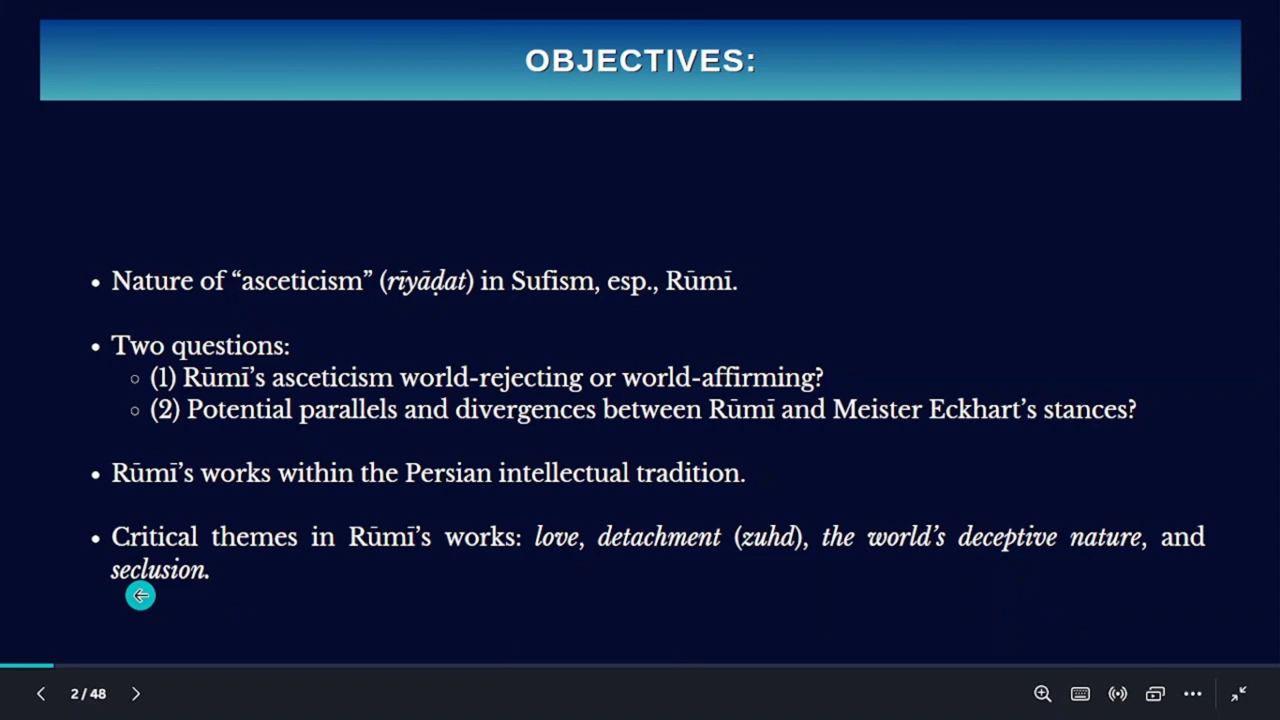 OBJECTIVES:
• Nature of “asceticism” (rīyāḍat) in Sufism, esp., Rūmī.
• Two questions:
◦ (1) Rūmī’s asceticism world-rejecting or world-affirming?
◦ (2) Potential parallels and divergences between Rūmī and Meister Eckhart’s stances?
• Rūmī’s works within the Persian intellectual tradition.
• Critical themes in Rūmī’s works: love, detachment (zuhd), the world’s deceptive nature, and
seclusion.
2 / 48